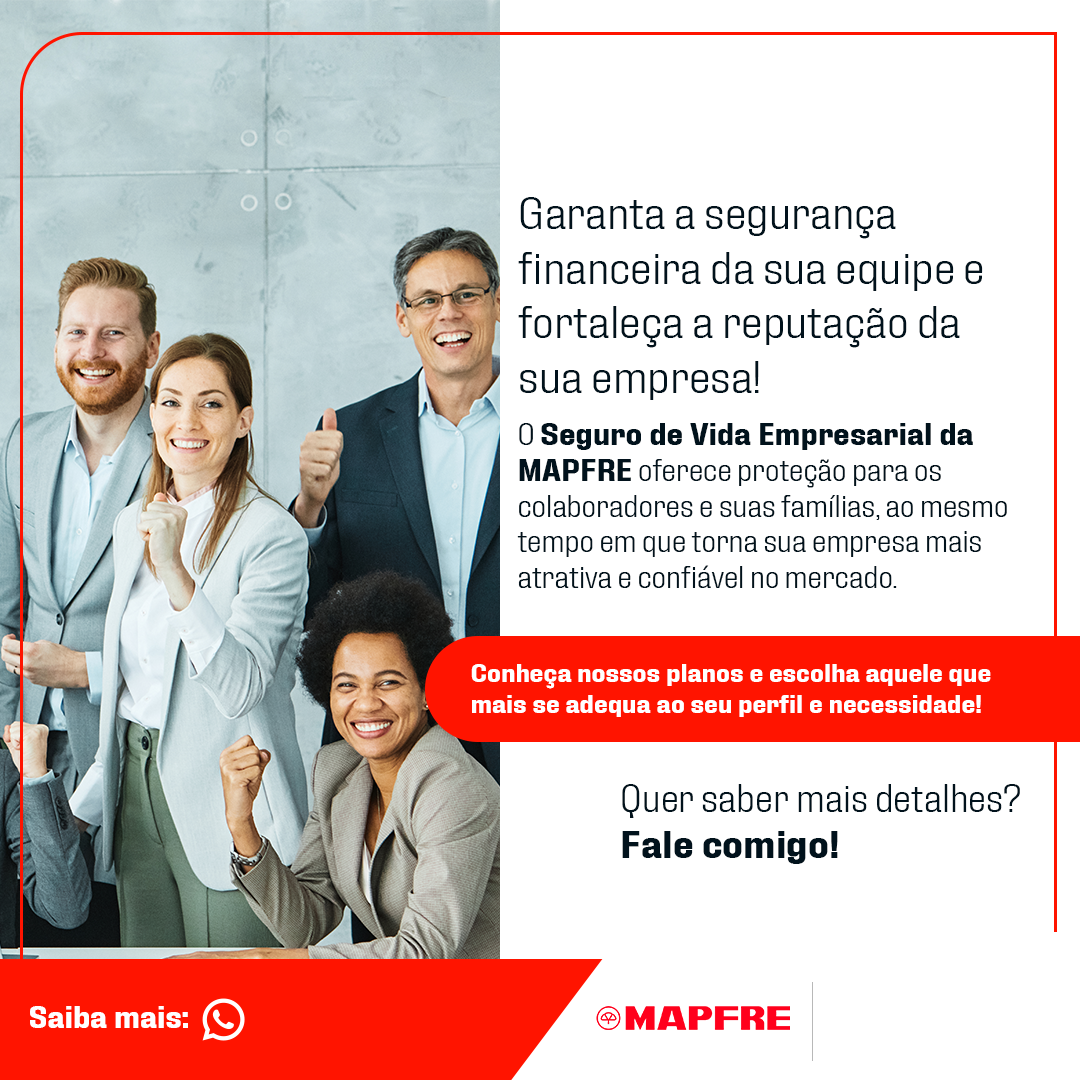 Garanta a segurança
financeira da sua equipe e
fortaleça a reputação da
sua empresa!
O Seguro de Vida Empresarial da
MAPFRE oferece proteção para os
colaboradores e suas famílias, ao mesmo
tempo em que torna sua empresa mais
atrativa e confiável no mercado.
Conheça nossos planos e escolha aquele que
mais se adequa ao seu perfil e necessidade!
Quer saber mais detalhes?
Fale comigo!
Saiba mais:
MAPFRE